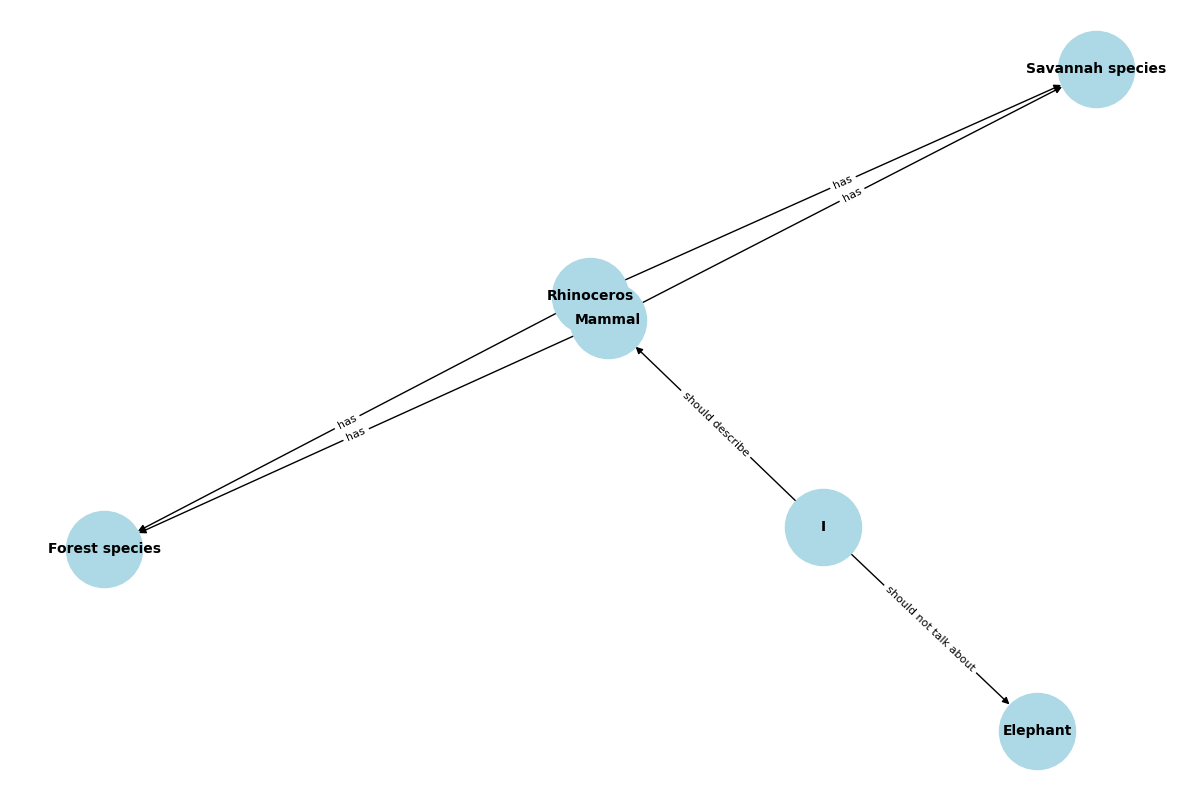 Savannah species
has
has
Rhinoceros
Mammal
should describe
has
has
I
Forest species
should not talk about
Elephant